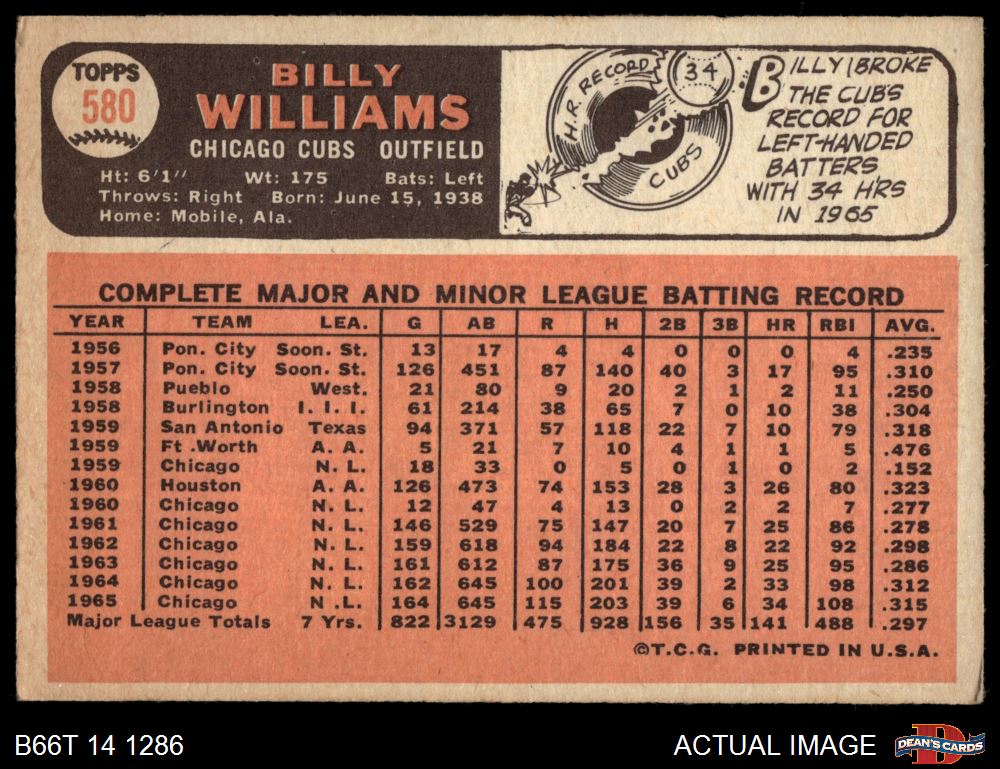 TOPPS
580
BILLY
WILLIAMS
CHICAGO CUBS OUTFIELD
Ht: 6'1" Wt: 175 Bats: Left
Throws: Right Born: June 15, 1938
Home: Mobile, Ala.
H.R. RECORD
34
CUBS
BILLY BROKE
THE CUB'S
RECORD FOR
LEFT-HANDED
BATTERS
WITH 34 HRS
IN 1965
COMPLETE MAJOR AND MINOR LEAGUE BATTING RECORD
YEAR TEAM LEA. G AB R H 2B 3B HR RBI AVG.
1956 Pon. City Soon. St. 13 17 4 4 0 0 0 4 .235
1957 Pon. City Soon. St. 126 451 87 140 40 3 17 95 .310
1958 Pueblo West. 21 80 9 20 2 1 2 11 .250
1958 Burlington I. I. I. 61 214 38 65 7 0 10 38 .304
1959 San Antonio Texas 94 371 57 118 22 7 10 79 .318
1959 Ft .Worth A. A. 5 21 7 10 4 1 1 5 .476
1959 Chicago N. L. 18 33 0 5 0 1 0 2 .152
1960 Houston A. A. 126 473 74 153 28 3 26 80 .323
1960 Chicago N. L. 12 47 4 13 0 2 2 7 .277
1961 Chicago N. L. 146 529 75 147 20 7 25 86 .278
1962 Chicago N. L. 159 618 94 184 22 8 22 92 .298
1963 Chicago N. L. 161 612 87 175 36 9 25 95 .286
1964 Chicago N. L. 162 645 100 201 39 2 33 98 .312
1965 Chicago N .L. 164 645 115 203 39 6 34 108 .315
Major League Totals 7 Yrs. 822 3129 475 928 156 35 141 488 .297
©T.C.G. PRINTED IN U.S.A.
B66T 14 1286
ACTUAL IMAGE
D
DEAN'S CARDS